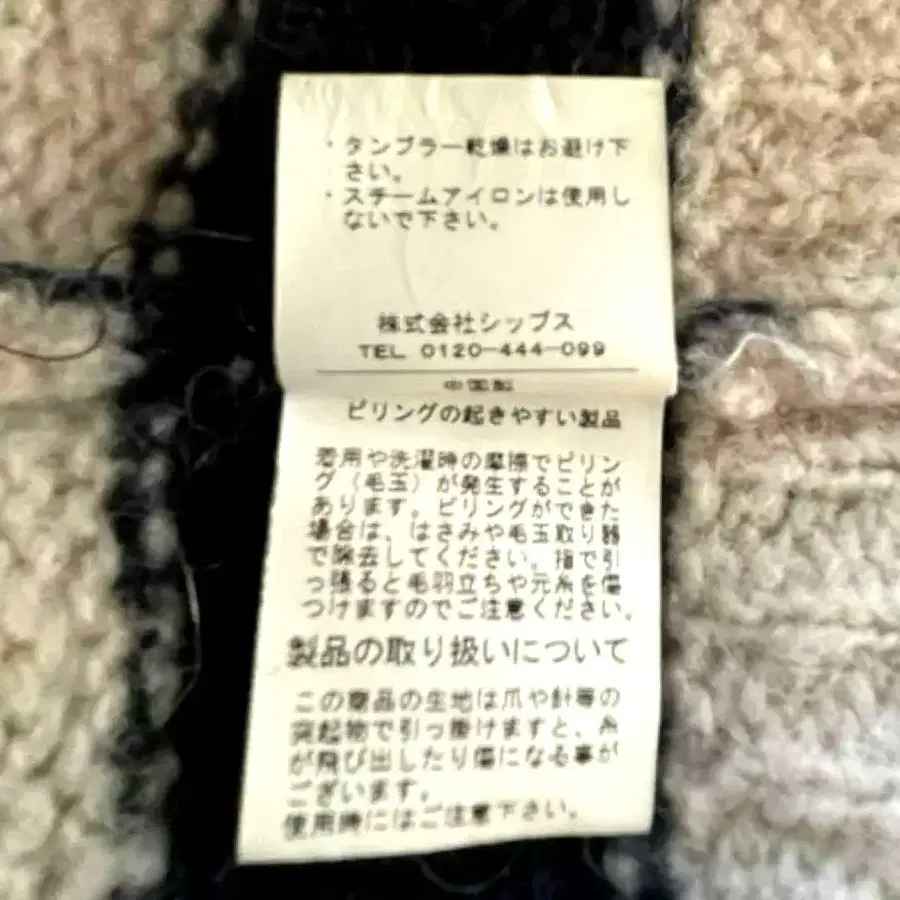 ・タンブラー乾燥はお避け下
さい。
・スチームアイロンは使用し
ないで下さい。
株式会社シップス
TEL 0120-444-099
中国製
ピリングの起きやすい製品
着用や洗濯時の摩擦でピリン
グ（毛玉）が発生することが
あります。ピリングができた
場合は、はさみや毛玉取り器
で除去してください。指で引
っ張ると毛羽立ちや元糸を傷
つけますのでご注意ください。
製品の取り扱いについて
この商品の生地は爪や針等の
突起物で引っ掛けますと、糸
が飛び出したり傷になる事が
ございます。
使用時にはご注意下さい。